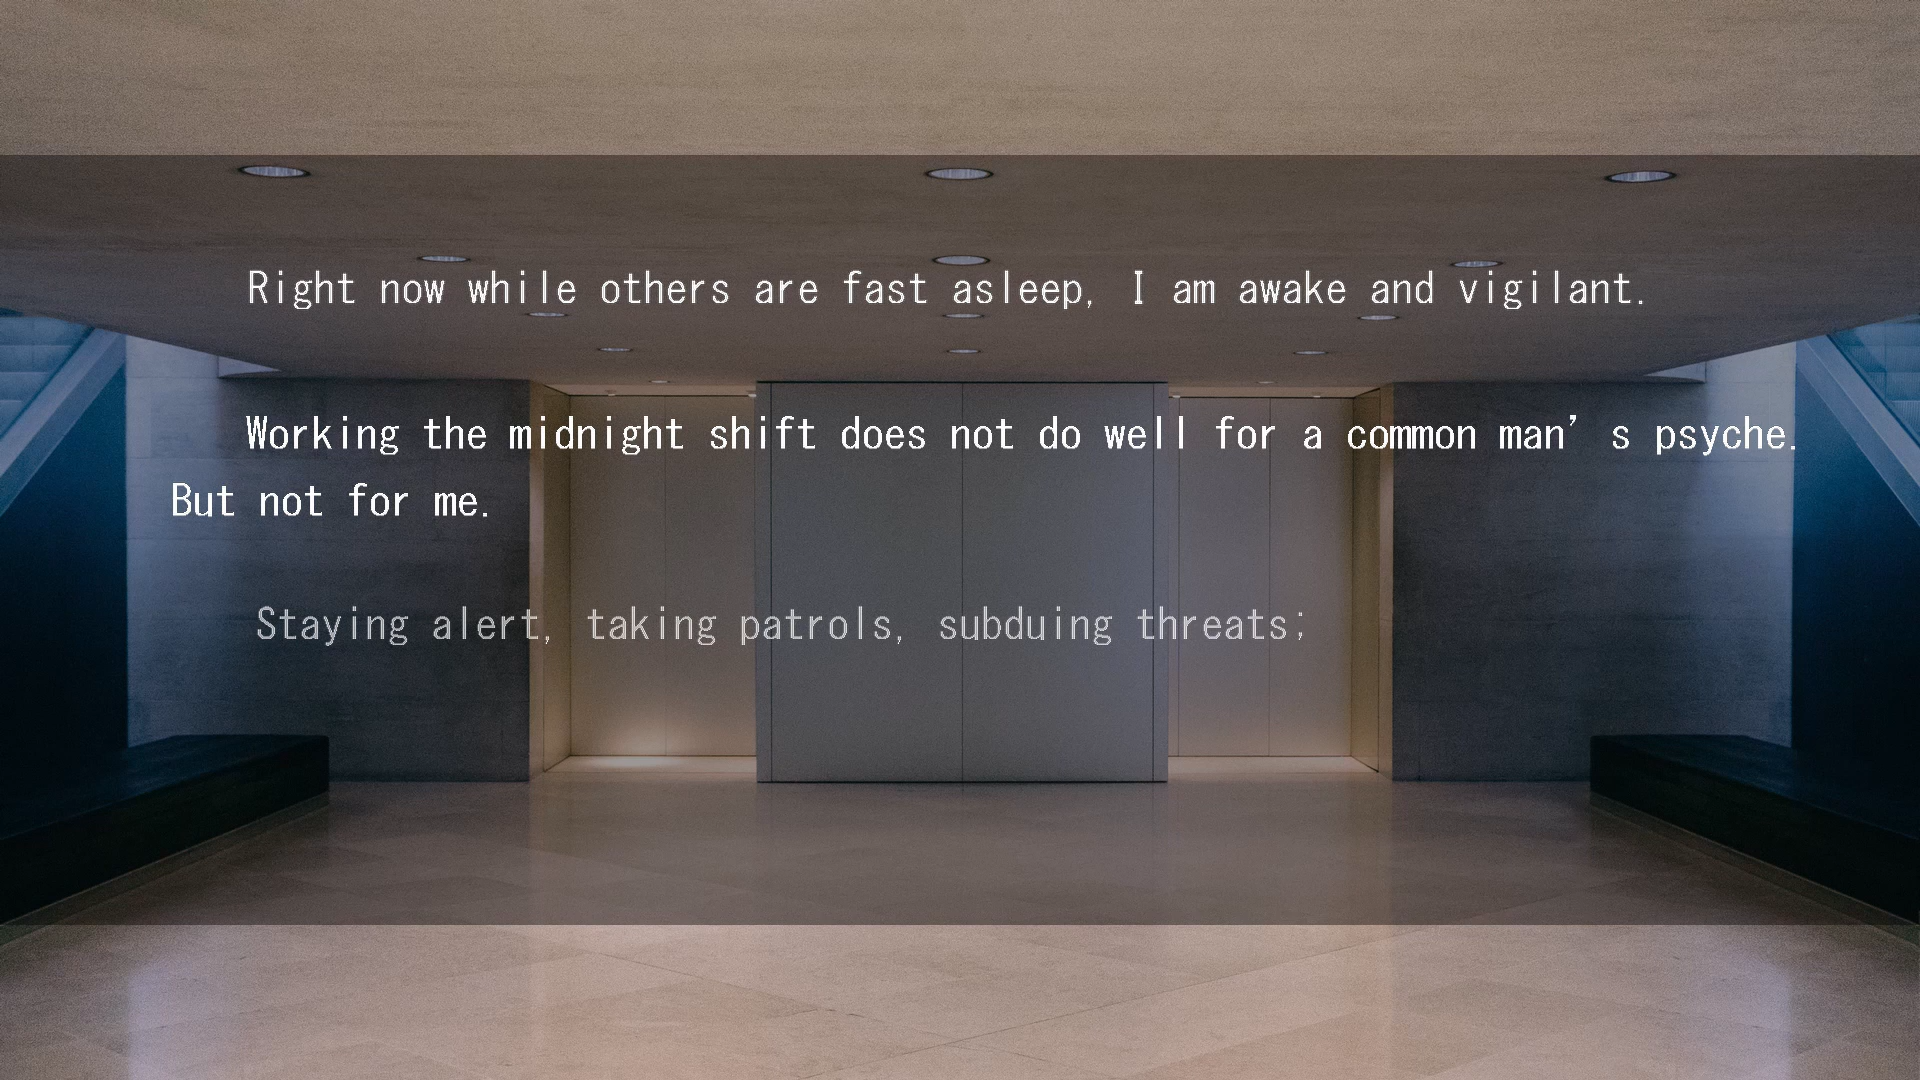 Right now while others are fast asleep, I am awake and vigilant.
Working the midnight shift does not do well for a common man’s psyche.
But not for me.
Staying alert, taking patrols, subduing threats;